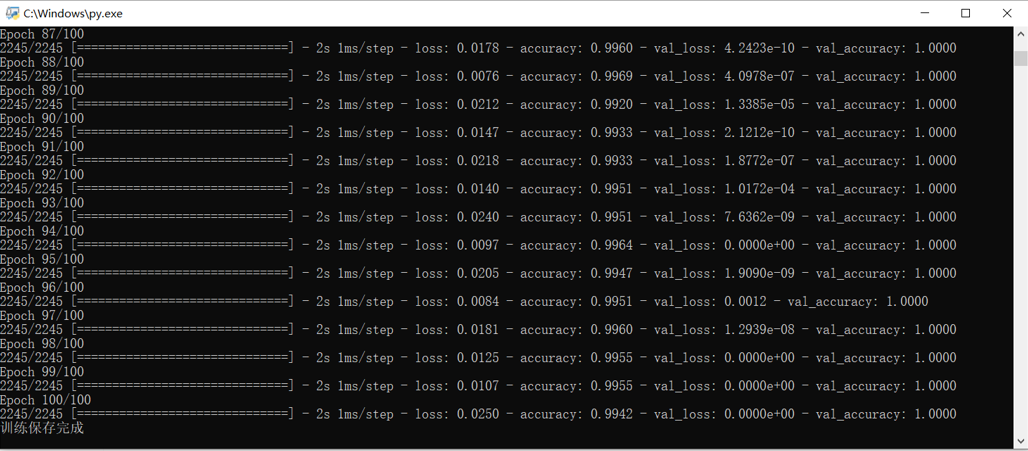 C:\Windows\py.exe
Epoch 87/100
2245/2245 [==============================] - 2s 1ms/step - loss: 0.0178 - accuracy: 0.9960 - val_loss: 4.2423e-10 - val_accuracy: 1.0000
Epoch 88/100
2245/2245 [==============================] - 2s 1ms/step - loss: 0.0076 - accuracy: 0.9969 - val_loss: 4.0978e-07 - val_accuracy: 1.0000
Epoch 89/100
2245/2245 [==============================] - 2s 1ms/step - loss: 0.0212 - accuracy: 0.9920 - val_loss: 1.3385e-05 - val_accuracy: 1.0000
Epoch 90/100
2245/2245 [==============================] - 2s 1ms/step - loss: 0.0147 - accuracy: 0.9933 - val_loss: 2.1212e-10 - val_accuracy: 1.0000
Epoch 91/100
2245/2245 [==============================] - 2s 1ms/step - loss: 0.0218 - accuracy: 0.9933 - val_loss: 1.8772e-07 - val_accuracy: 1.0000
Epoch 92/100
2245/2245 [==============================] - 2s 1ms/step - loss: 0.0140 - accuracy: 0.9951 - val_loss: 1.0172e-04 - val_accuracy: 1.0000
Epoch 93/100
2245/2245 [==============================] - 2s 1ms/step - loss: 0.0240 - accuracy: 0.9951 - val_loss: 7.6362e-09 - val_accuracy: 1.0000
Epoch 94/100
2245/2245 [==============================] - 2s 1ms/step - loss: 0.0097 - accuracy: 0.9964 - val_loss: 0.0000e+00 - val_accuracy: 1.0000
Epoch 95/100
2245/2245 [==============================] - 2s 1ms/step - loss: 0.0205 - accuracy: 0.9947 - val_loss: 1.9090e-09 - val_accuracy: 1.0000
Epoch 96/100
2245/2245 [==============================] - 2s 1ms/step - loss: 0.0084 - accuracy: 0.9951 - val_loss: 0.0012 - val_accuracy: 1.0000
Epoch 97/100
2245/2245 [==============================] - 2s 1ms/step - loss: 0.0181 - accuracy: 0.9960 - val_loss: 1.2939e-08 - val_accuracy: 1.0000
Epoch 98/100
2245/2245 [==============================] - 2s 1ms/step - loss: 0.0125 - accuracy: 0.9955 - val_loss: 0.0000e+00 - val_accuracy: 1.0000
Epoch 99/100
2245/2245 [==============================] - 2s 1ms/step - loss: 0.0107 - accuracy: 0.9955 - val_loss: 0.0000e+00 - val_accuracy: 1.0000
Epoch 100/100
2245/2245 [==============================] - 2s 1ms/step - loss: 0.0250 - accuracy: 0.9942 - val_loss: 0.0000e+00 - val_accuracy: 1.0000
训练保存完成